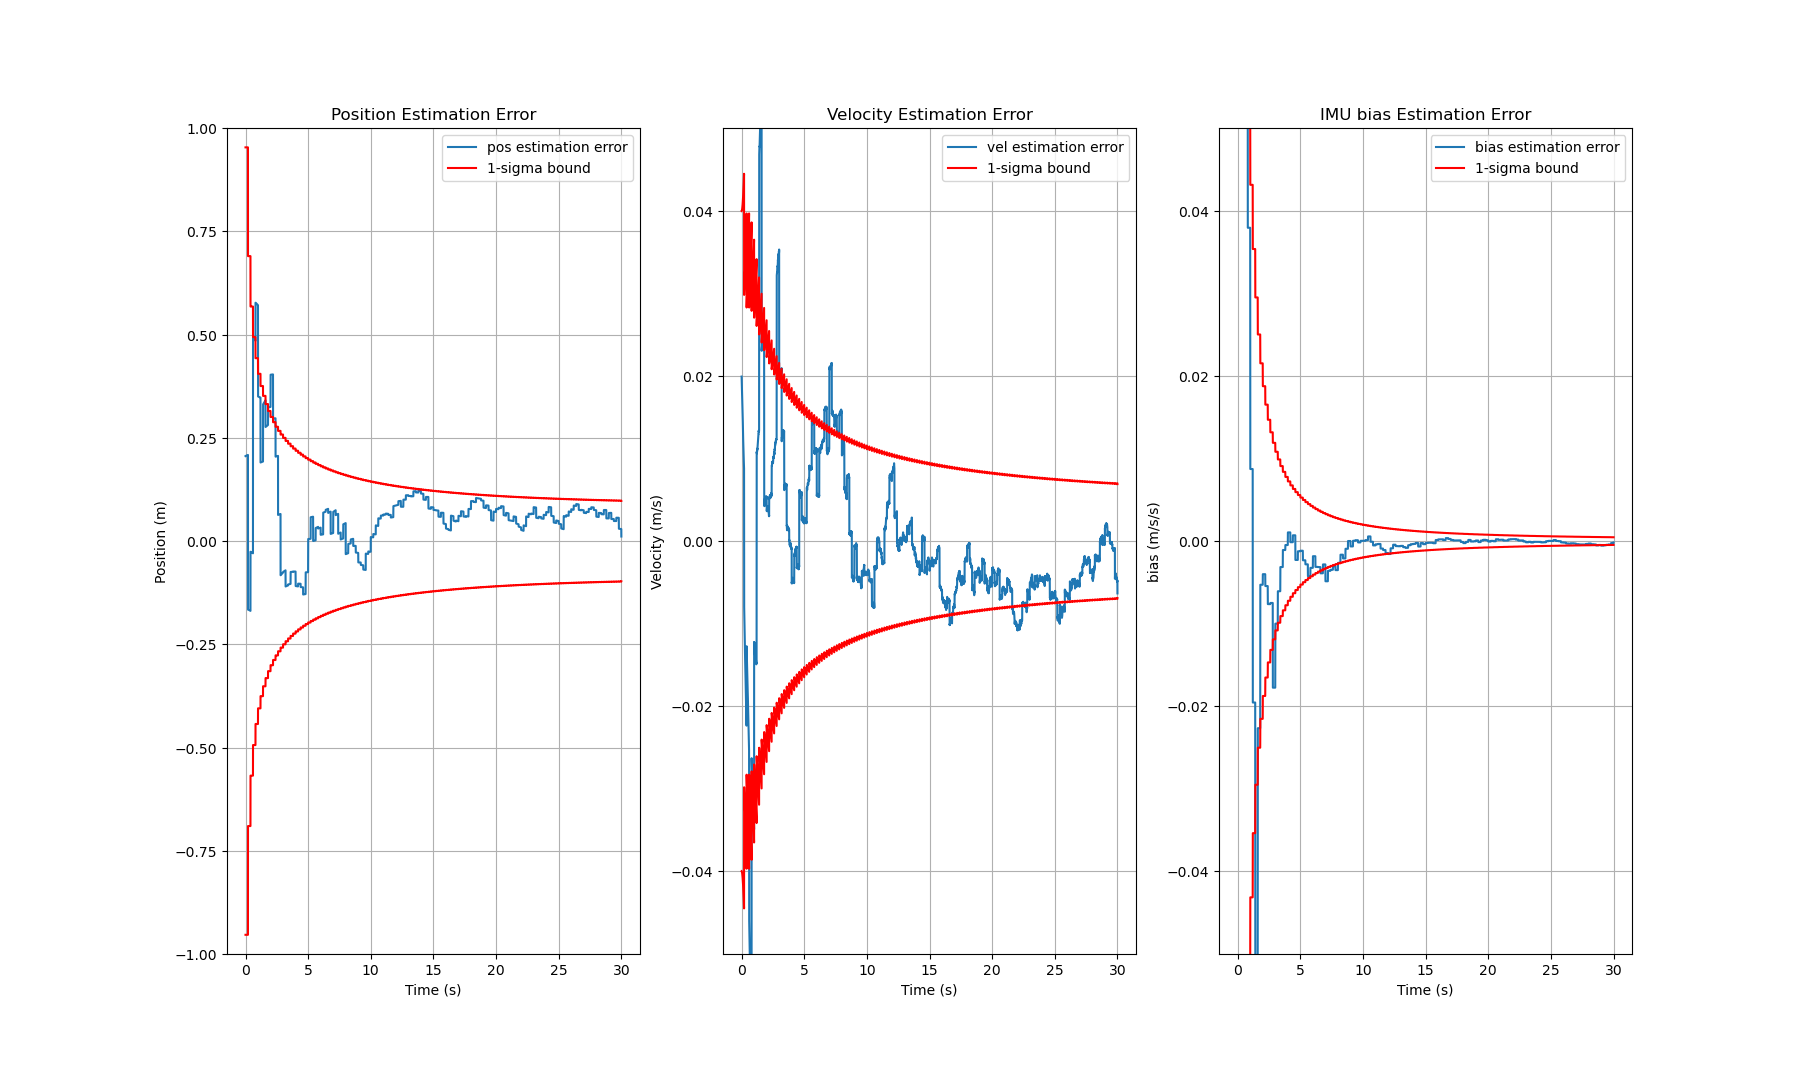 Position Estimation Error
pos estimation error
1-sigma bound
1.00
0.75
0.50
0.25
0.00
−0.25
−0.50
−0.75
−1.00
Position (m)
0 5 10 15 20 25 30
Time (s)
Velocity Estimation Error
vel estimation error
1-sigma bound
0.04
0.02
0.00
−0.02
−0.04
Velocity (m/s)
0 5 10 15 20 25 30
Time (s)
IMU bias Estimation Error
bias estimation error
1-sigma bound
0.04
0.02
0.00
−0.02
−0.04
bias (m/s/s)
0 5 10 15 20 25 30
Time (s)